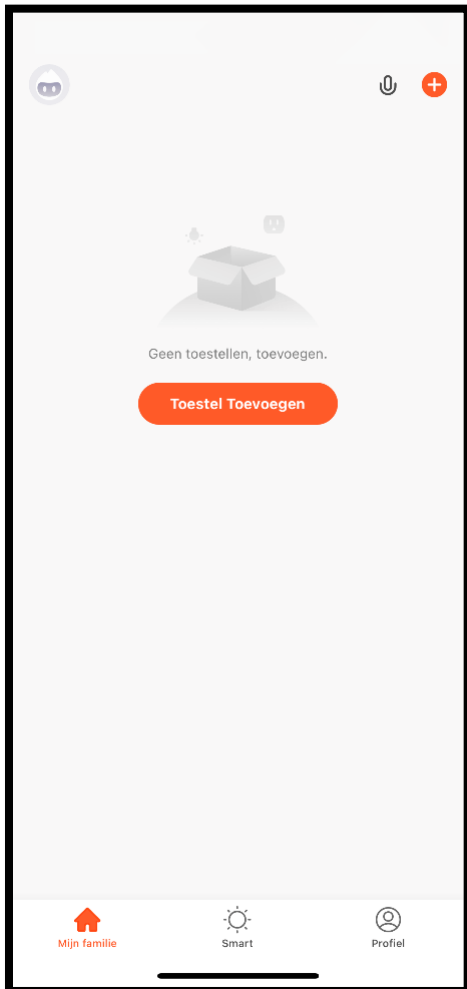 Geen toestellen, toevoegen.
Toestel Toevoegen
Mijn familie
Smart
Profiel